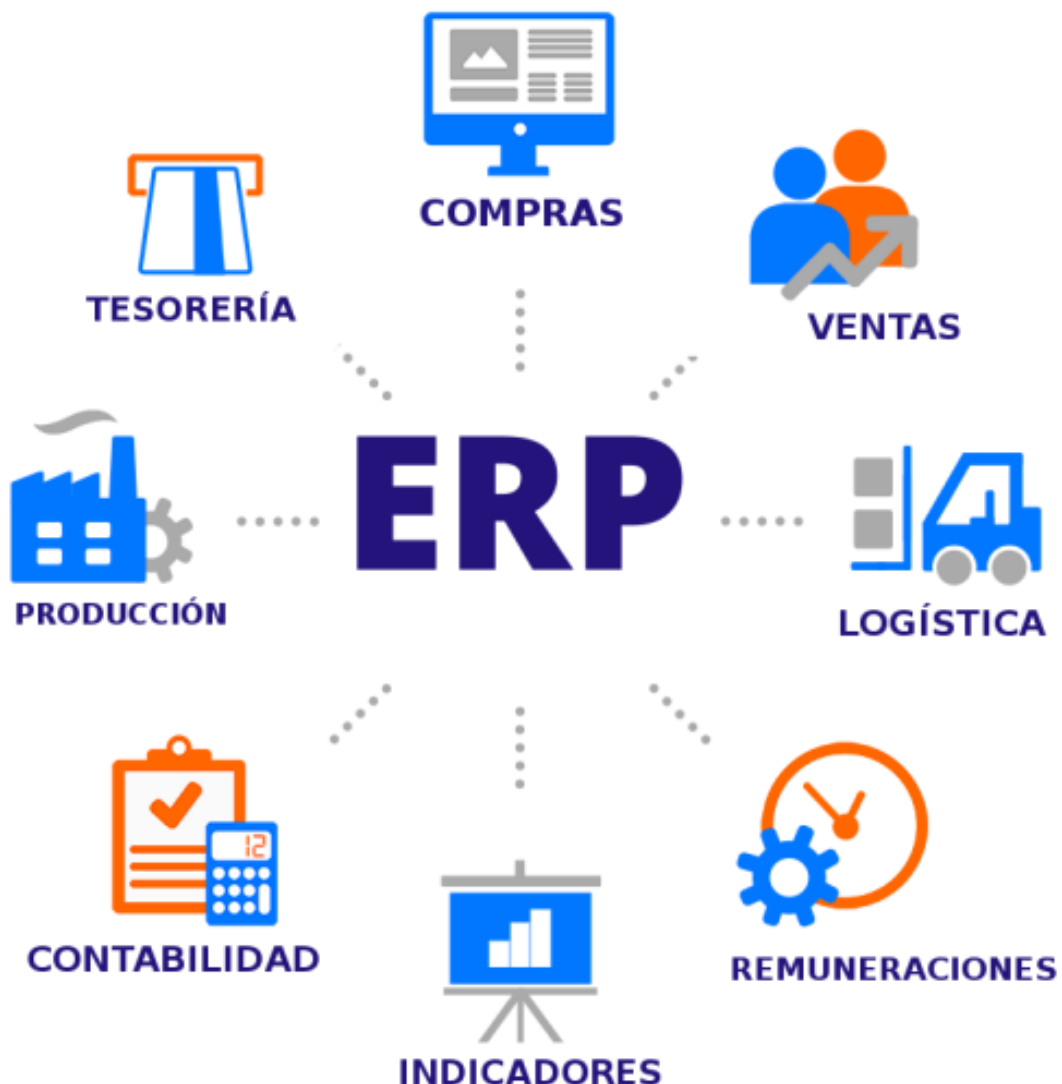 COMPRAS
TESORERÍA
VENTAS
ERP
PRODUCCIÓN
LOGÍSTICA
12
CONTABILIDAD
REMUNERACIONES
INDICADORES